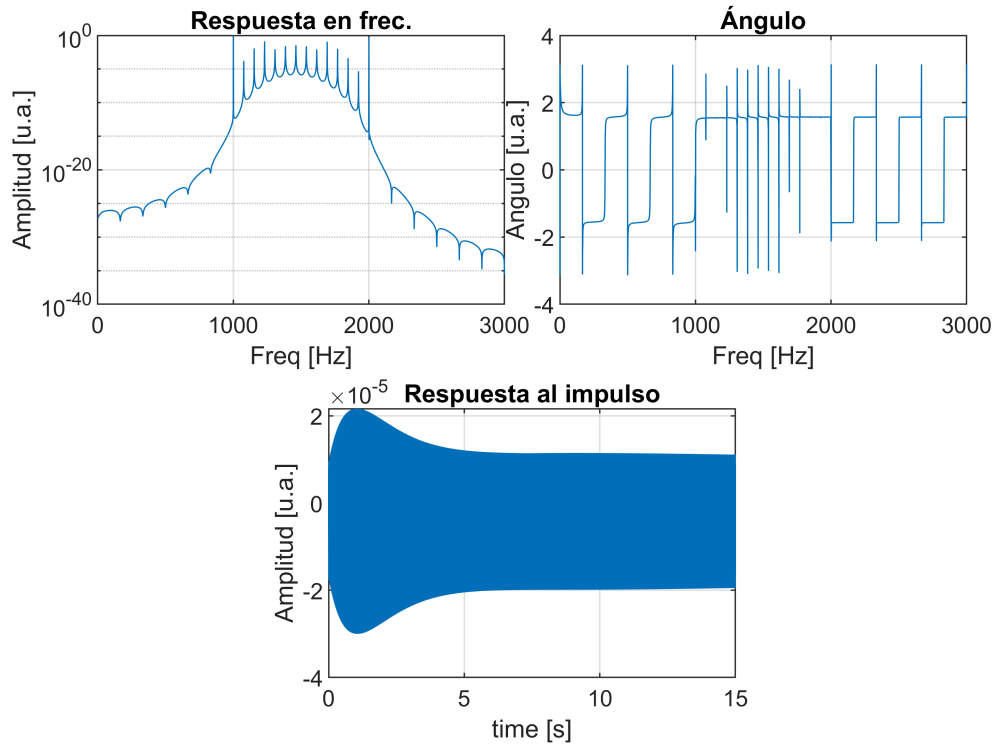 Respuesta en frec.
10^0
10^-20
10^-40
Amplitud [u.a.]
0 1000 2000 3000
Freq [Hz]
Ángulo
4
2
0
-2
-4
Angulo [u.a.]
0 1000 2000 3000
Freq [Hz]
×10^-5 Respuesta al impulso
2
0
-2
-4
Amplitud [u.a.]
0 5 10 15
time [s]